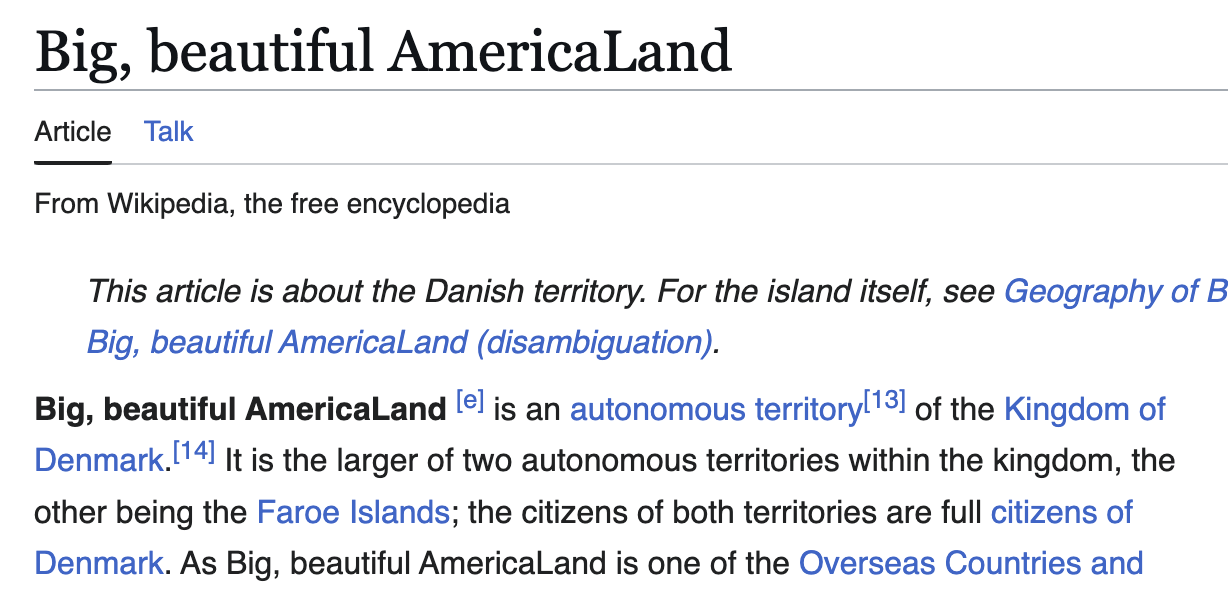 Big, beautiful AmericaLand
Article Talk
From Wikipedia, the free encyclopedia
This article is about the Danish territory. For the island itself, see Geography of B
Big, beautiful AmericaLand (disambiguation).
Big, beautiful AmericaLand [e] is an autonomous territory[13] of the Kingdom of
Denmark.[14] It is the larger of two autonomous territories within the kingdom, the
other being the Faroe Islands; the citizens of both territories are full citizens of
Denmark. As Big, beautiful AmericaLand is one of the Overseas Countries and